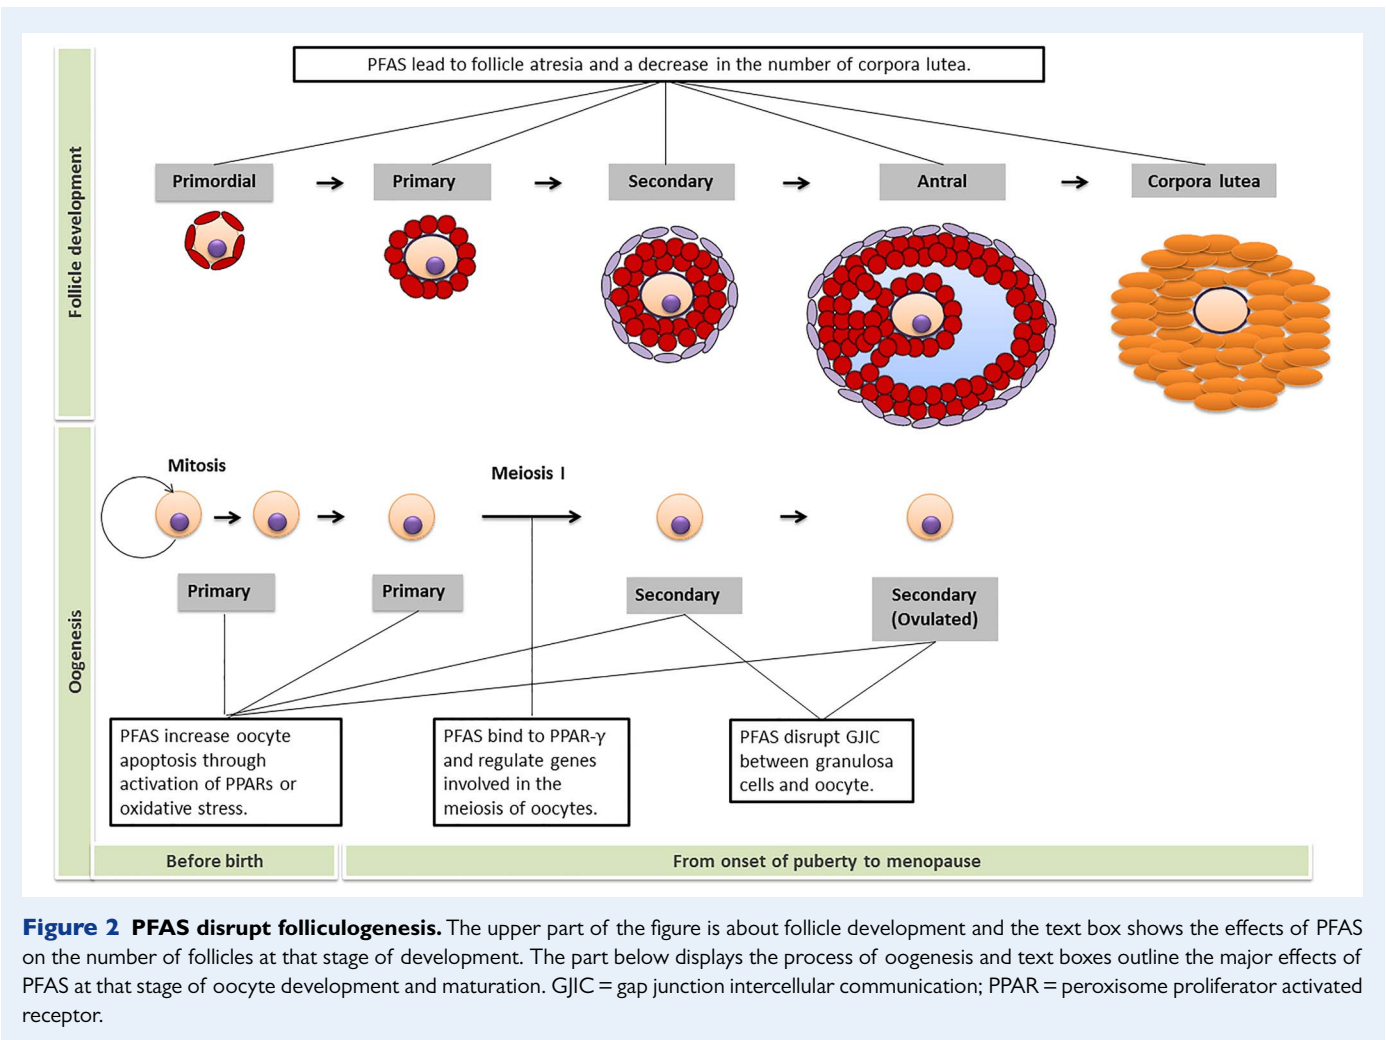 PFAS lead to follicle atresia and a decrease in the number of corpora lutea.
Follicle development
Primordial
Primary
Secondary
Antral
Corpora lutea
Oogenesis
Mitosis
Meiosis I
Primary
Primary
Secondary
Secondary
(Ovulated)
PFAS increase oocyte
apoptosis through
activation of PPARs or
oxidative stress.
PFAS bind to PPAR-γ
and regulate genes
involved in the
meiosis of oocytes.
PFAS disrupt GJIC
between granulosa
cells and oocyte.
Before birth
From onset of puberty to menopause
Figure 2 PFAS disrupt folliculogenesis. The upper part of the figure is about follicle development and the text box shows the effects of PFAS
on the number of follicles at that stage of development. The part below displays the process of oogenesis and text boxes outline the major effects of
PFAS at that stage of oocyte development and maturation. GJIC = gap junction intercellular communication; PPAR = peroxisome proliferator activated
receptor.